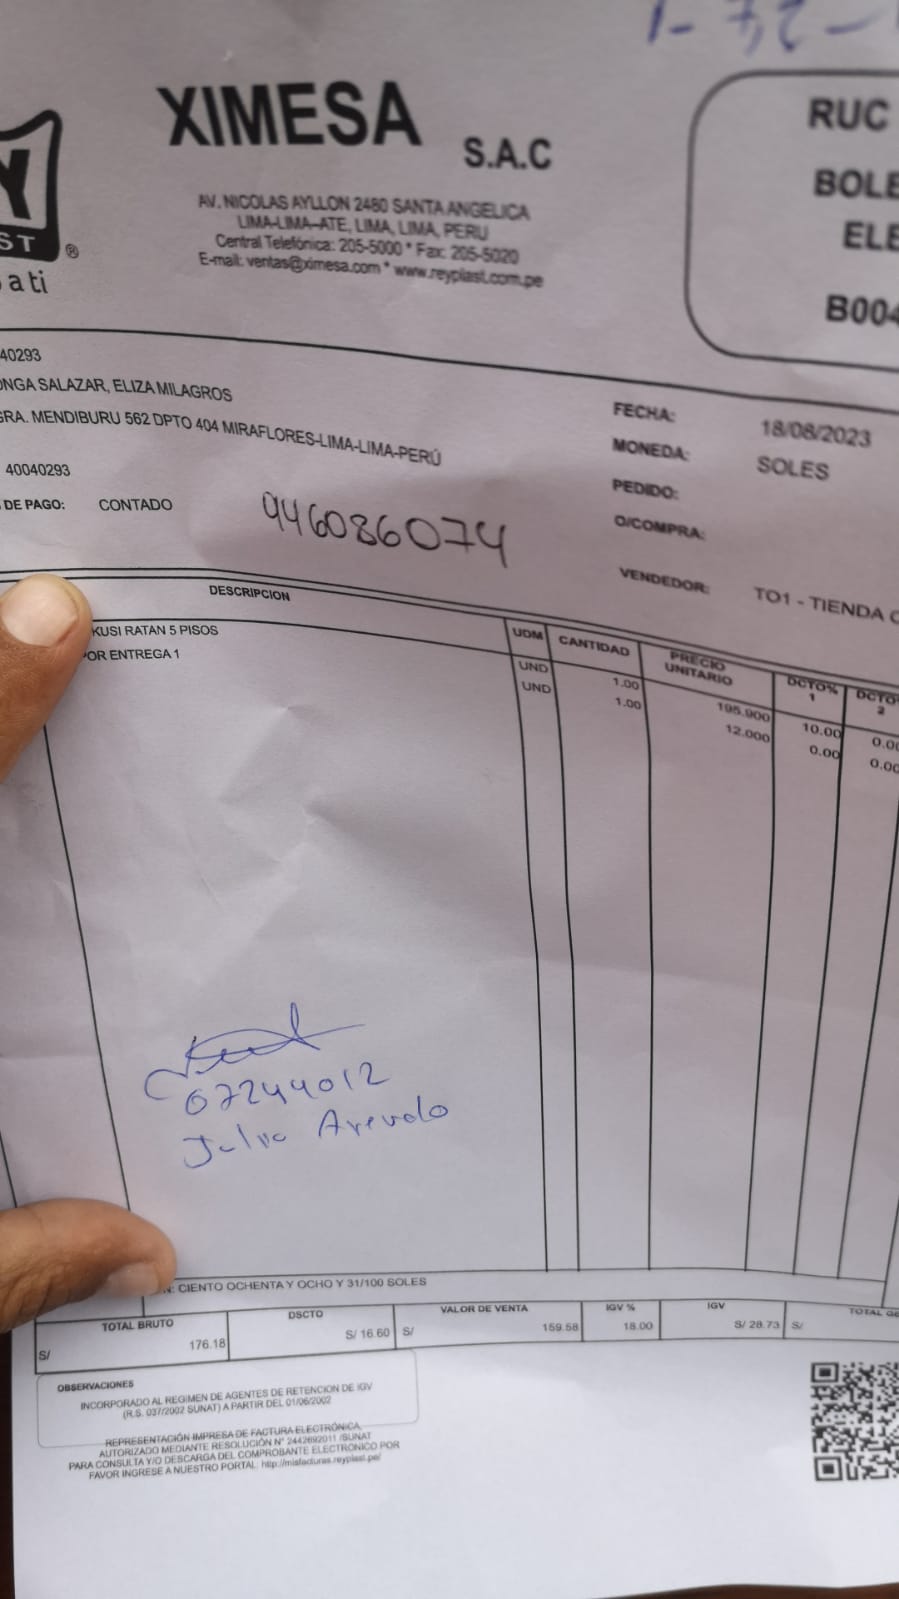 XIMESA S.A.C
AV. NICOLAS AYLLON 2480 SANTA ANGELICA
LIMA-LIMA--ATE, LIMA, LIMA, PERU
Central Telefónica: 205-5000 * Fax: 205-5020
E-mail: ventas@ximesa.com * www.reyplast.com.pe
Y
ST ®
a ti
RUC
BOLE
ELE
B004
40293
ONGA SALAZAR, ELIZA MILAGROS
GRA. MENDIBURU 562 DPTO 404 MIRAFLORES-LIMA-LIMA-PERÚ
40040293
DE PAGO: CONTADO
946086074
FECHA: 18/08/2023
MONEDA: SOLES
PEDIDO:
O/COMPRA:
VENDEDOR: TO1 - TIENDA
DESCRIPCION UDM CANTIDAD PRECIO UNITARIO DCTO% 1 DCTO 2
KUSI RATAN 5 PISOS UND 1.00 195.900 10.00 0.00
POR ENTREGA 1 UND 1.00 12.000 0.00 0.00
07244012
Arevalo
N: CIENTO OCHENTA Y OCHO Y 31/100 SOLES
TOTAL BRUTO DSCTO VALOR DE VENTA IGV % IGV TOTAL GE
S/ 176.18 S/ 16.60 S/ 159.58 18.00 S/ 28.73 S/
OBSERVACIONES
INCORPORADO AL REGIMEN DE AGENTES DE RETENCION DE IGV
(R.S. 037/2002 SUNAT) A PARTIR DEL 01/06/2002
REPRESENTACIÓN IMPRESA DE FACTURA ELECTRÓNICA,
AUTORIZADO MEDIANTE RESOLUCIÓN N° 2442692011 /SUNAT
PARA CONSULTA Y/O DESCARGA DEL COMPROBANTE ELECTRONICO POR
FAVOR INGRESE A NUESTRO PORTAL: http://misfacturas.reyplast.pe/